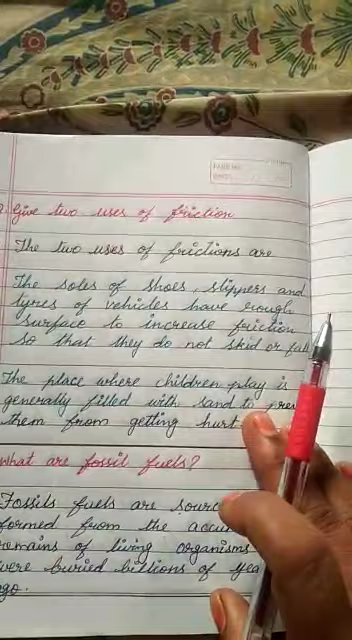 Give two uses of friction
The two uses of frictions are
The soles of shoes, slippers and
tyres of vehicles have rough
surface to increase friction
so that they do not skid or fall
The place where children play is
generally filled with sand to
them from getting hurt
What are fossil fuels?
Fossils fuels are
formed from the
remains of living organisms
were buried billions of
ago.